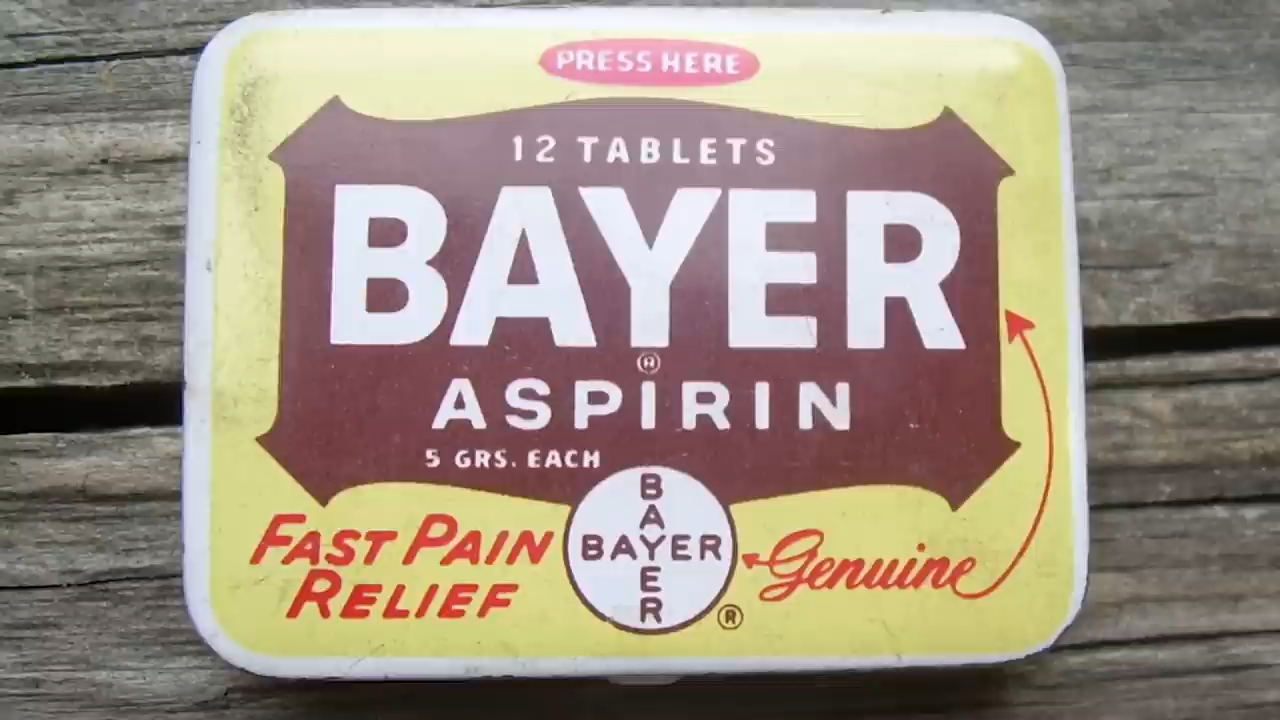 PRESS HERE
12 TABLETS
BAYER
®
ASPIRIN
5 GRS. EACH
FAST PAIN
RELIEF
BAYER
BAYER
®
Genuine